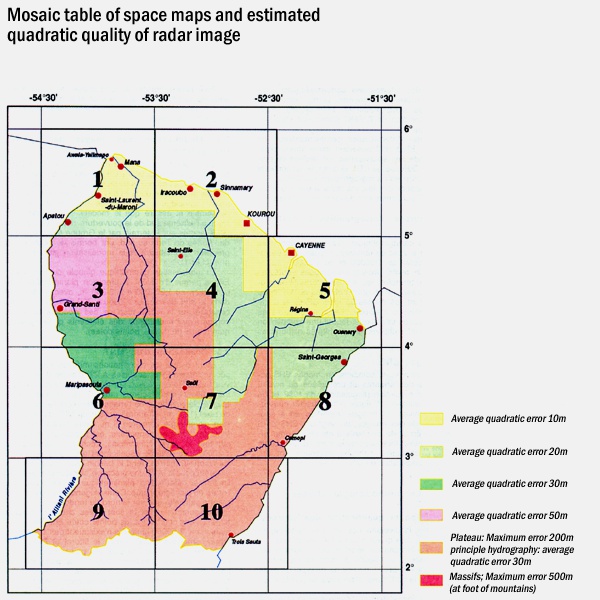 Mosaic table of space maps and estimated
quadratic quality of radar image
-54°30'
-53°30'
-52°30'
-51°30'
6°
Awala-Yalimapo
Mana
1
2
Iracoubo
Sinnamary
Saint-Laurent
-du-Maroni
Apatou
KOUROU
5°
CAYENNE
Saint-Elie
3
4
5
Grand-Santi
Régina
Ouanary
4°
Saint-Georges
Maripasoula
Saül
6
7
8
Camopi
Average quadratic error 10m
Average quadratic error 20m
3°
Average quadratic error 30m
9
10
Average quadratic error 50m
Trois Sauts
Plateau: Maximum error 200m
principle hydrography: average
quadratic error 30m
2°
Massifs; Maximum error 500m
(at foot of mountains)